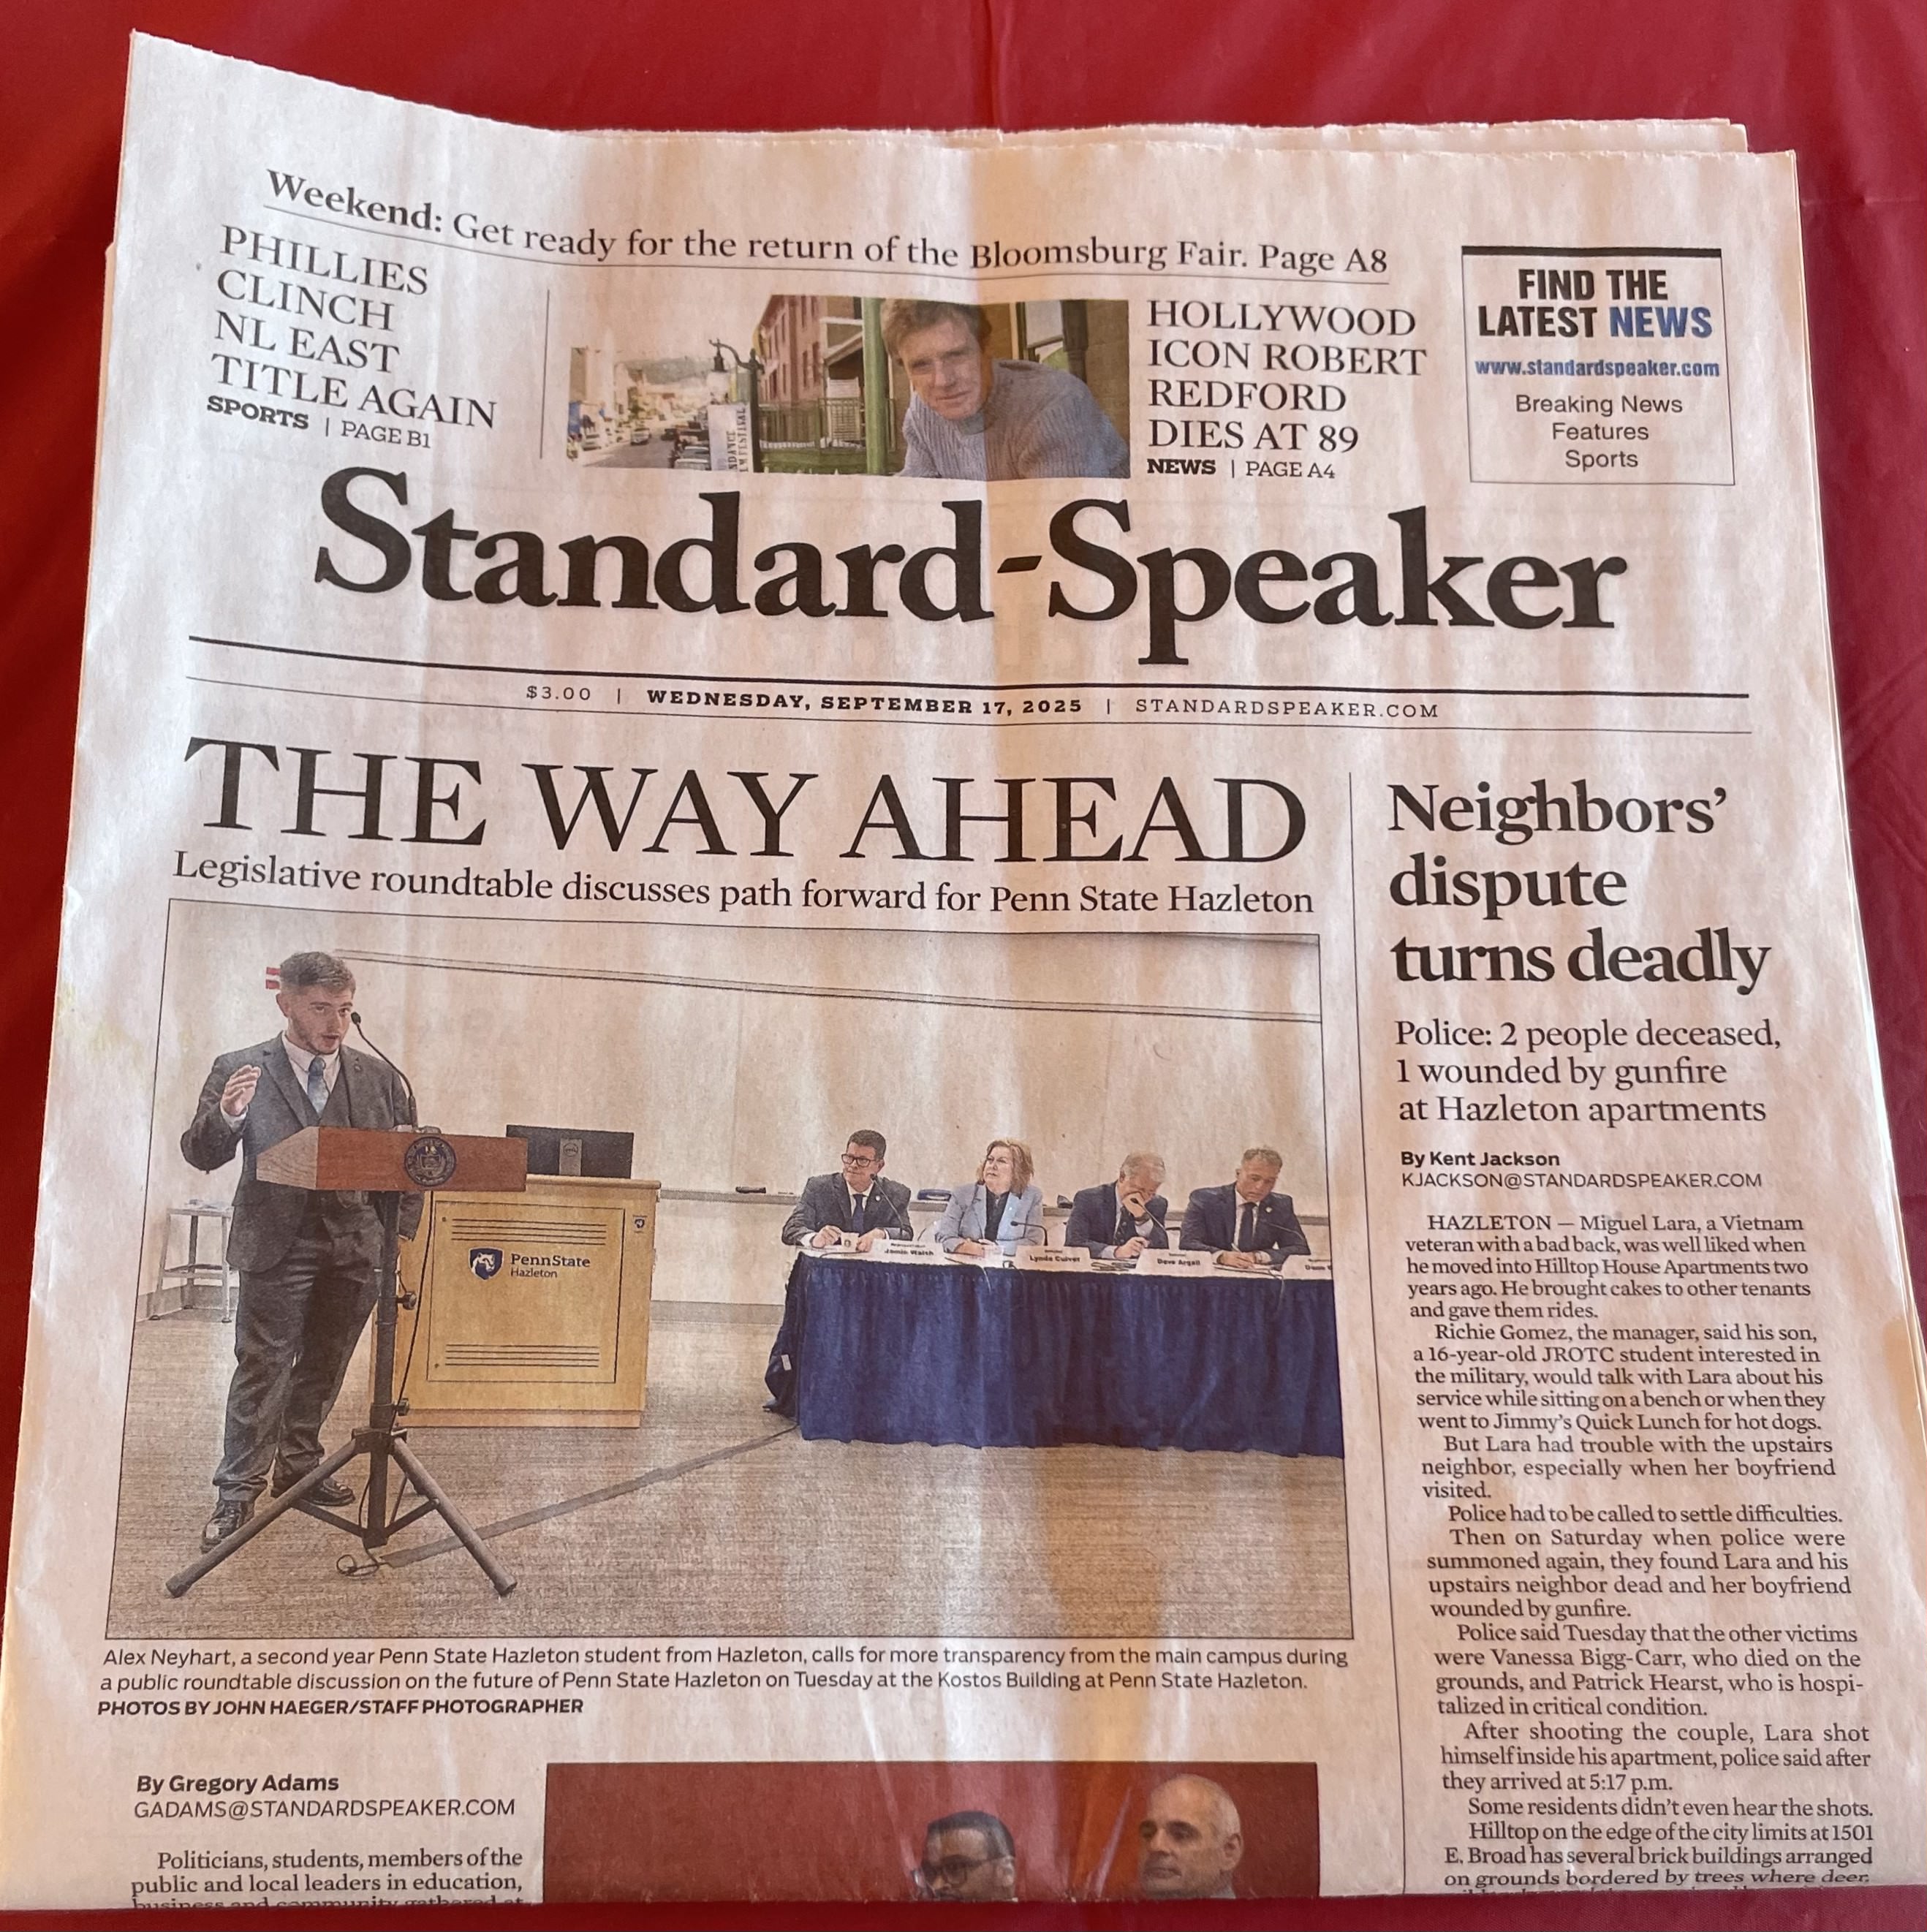 Weekend: Get ready for the return of the Bloomsburg Fair. Page A8
PHILLIES
CLINCH
NL EAST
TITLE AGAIN
SPORTS | PAGE B1
HOLLYWOOD
ICON ROBERT
REDFORD
DIES AT 89
NEWS | PAGE A4
FIND THE
LATEST NEWS
www.standardspeaker.com
Breaking News
Features
Sports
Standard-Speaker
$3.00 | WEDNESDAY, SEPTEMBER 17, 2025 | STANDARDSPEAKER.COM
THE WAY AHEAD
Legislative roundtable discusses path forward for Penn State Hazleton
PennState
Hazleton
Jamie Walsh
Lynda Culver
Dave Argall
Alex Neyhart, a second year Penn State Hazleton student from Hazleton, calls for more transparency from the main campus during
a public roundtable discussion on the future of Penn State Hazleton on Tuesday at the Kostos Building at Penn State Hazleton.
PHOTOS BY JOHN HAEGER/STAFF PHOTOGRAPHER
By Gregory Adams
GADAMS@STANDARDSPEAKER.COM
Politicians, students, members of the
public and local leaders in education,
business and community gathered at
Neighbors’
dispute
turns deadly
Police: 2 people deceased,
1 wounded by gunfire
at Hazleton apartments
By Kent Jackson
KJACKSON@STANDARDSPEAKER.COM
HAZLETON — Miguel Lara, a Vietnam
veteran with a bad back, was well liked when
he moved into Hilltop House Apartments two
years ago. He brought cakes to other tenants
and gave them rides.
Richie Gomez, the manager, said his son,
a 16-year-old JROTC student interested in
the military, would talk with Lara about his
service while sitting on a bench or when they
went to Jimmy’s Quick Lunch for hot dogs.
But Lara had trouble with the upstairs
neighbor, especially when her boyfriend
visited.
Police had to be called to settle difficulties.
Then on Saturday when police were
summoned again, they found Lara and his
upstairs neighbor dead and her boyfriend
wounded by gunfire.
Police said Tuesday that the other victims
were Vanessa Bigg-Carr, who died on the
grounds, and Patrick Hearst, who is hospi-
talized in critical condition.
After shooting the couple, Lara shot
himself inside his apartment, police said after
they arrived at 5:17 p.m.
Some residents didn’t even hear the shots.
Hilltop on the edge of the city limits at 1501
E. Broad has several brick buildings arranged
on grounds bordered by trees where deer,